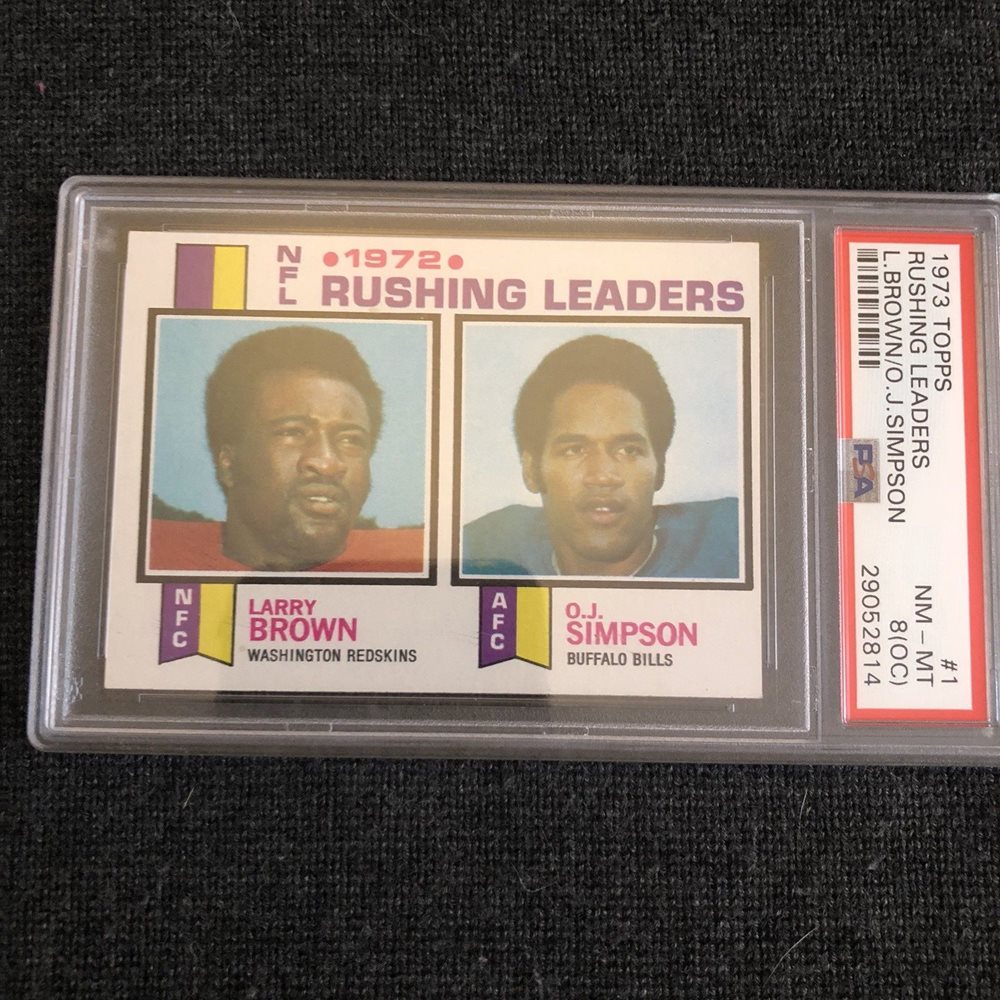 NFL
•1972•
RUSHING LEADERS
NFC
LARRY
BROWN
WASHINGTON REDSKINS
AFC
O.J.
SIMPSON
BUFFALO BILLS
1973 TOPPS #1
RUSHING LEADERS NM - MT
L.BROWN/O.J.SIMPSON 8(OC)
PSA 29052814